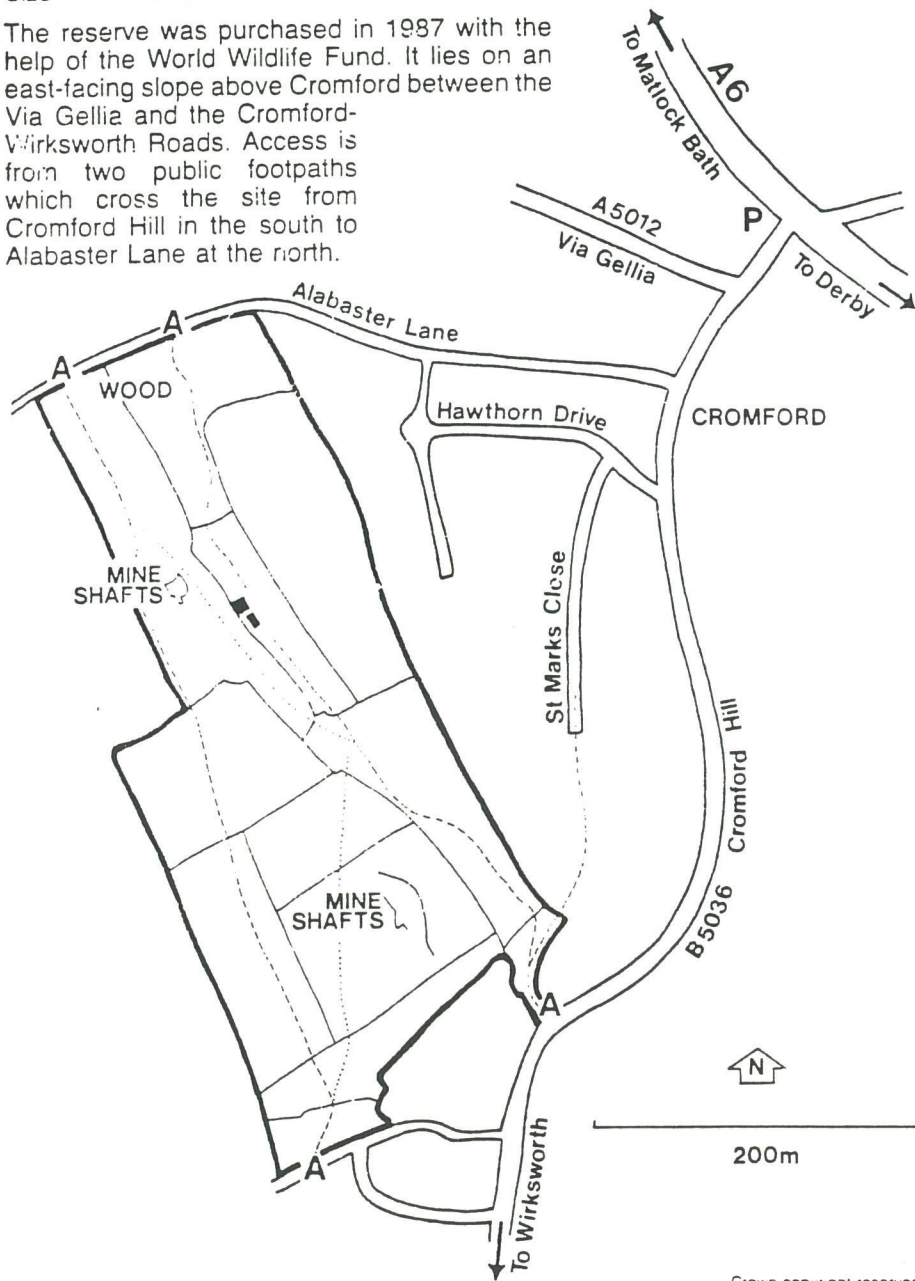 The reserve was purchased in 1987 with the
help of the World Wildlife Fund. It lies on an
east-facing slope above Cromford between the
Via Gellia and the Cromford-
Wirksworth Roads. Access is
from two public footpaths
which cross the site from
Cromford Hill in the south to
Alabaster Lane at the north.
A6
To Matlock Bath
A5012
Via Gellia
P
To Derby
Alabaster Lane
A
A
WOOD
Hawthorn Drive
CROMFORD
MINE
SHAFTS
St Marks Close
B5036 Cromford Hill
MINE
SHAFTS
A
N
200m
A
To Wirksworth